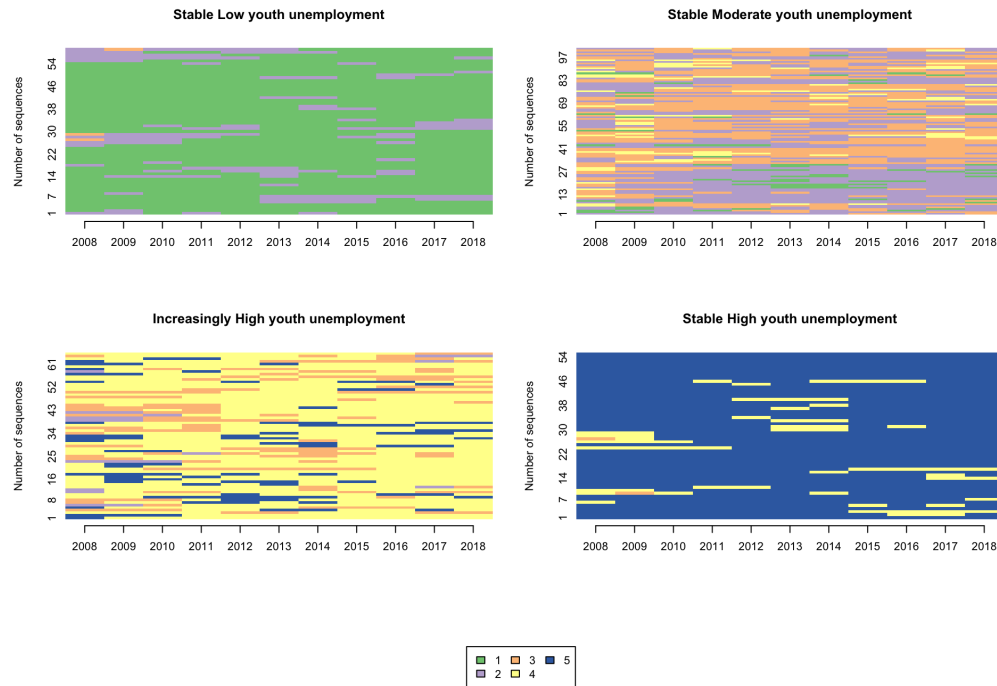 Stable Low youth unemployment
Number of sequences
1 7 14 22 30 38 46 54
2008 2009 2010 2011 2012 2013 2014 2015 2016 2017 2018
Stable Moderate youth unemployment
Number of sequences
1 13 27 41 55 69 83 97
2008 2009 2010 2011 2012 2013 2014 2015 2016 2017 2018
Increasingly High youth unemployment
Number of sequences
1 8 16 25 34 43 52 61
2008 2009 2010 2011 2012 2013 2014 2015 2016 2017 2018
Stable High youth unemployment
Number of sequences
1 7 14 22 30 38 46 54
2008 2009 2010 2011 2012 2013 2014 2015 2016 2017 2018
1 3 5
2 4